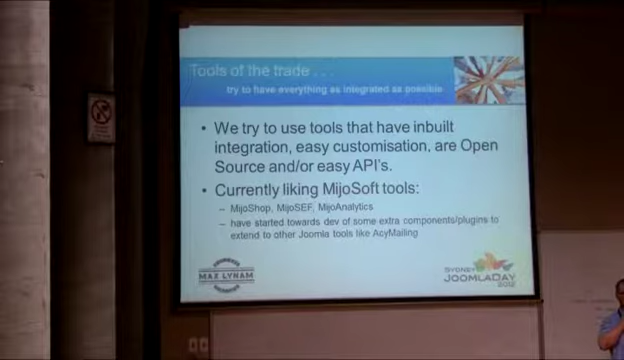 Tools of the trade . . .
try to have everything as integrated as possible
• We try to use tools that have inbuilt
integration, easy customisation, are Open
Source and/or easy API's.
• Currently liking MijoSoft tools:
– MijoShop, MijoSEF, MijoAnalytics
– have started towards dev of some extra components/plugins to
extend to other Joomla tools like AcyMailing
MAX LYNAM
SYDNEY
JOOMLADAY
2012